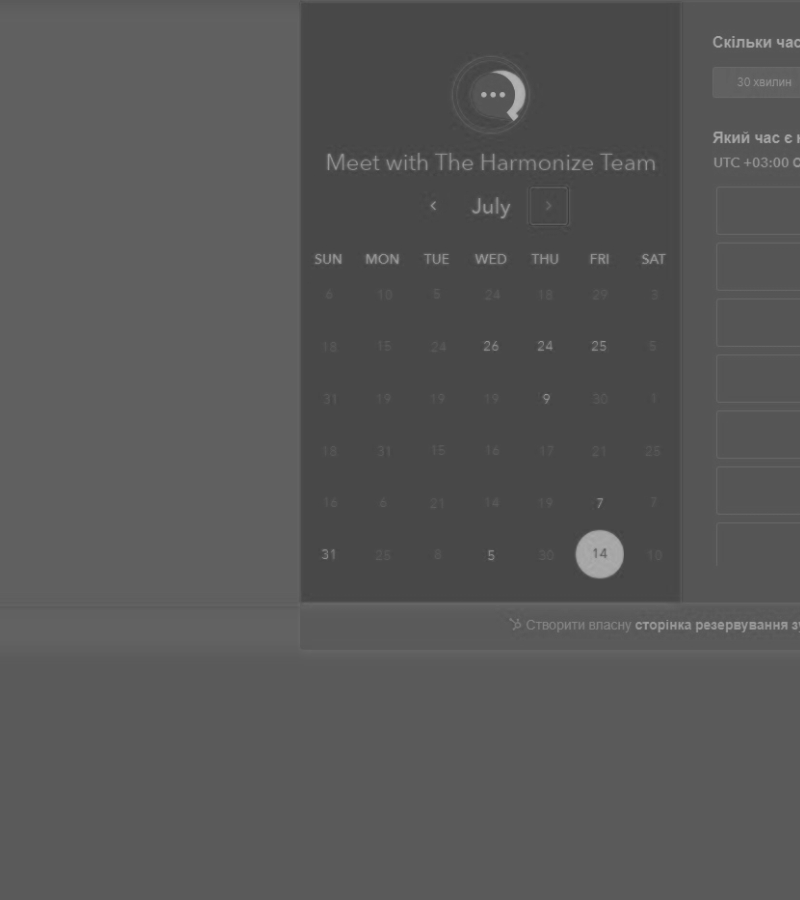 Meet with The Harmonize Team
July
SUN MON TUE WED THU FRI SAT
6 10 5 24 18 29 3
18 15 24 26 24 25 5
31 19 19 19 9 30 1
18 31 15 16 17 21 25
16 6 21 14 19 7 7
31 25 8 5 30 14 10
Скільки час
30 хвилин
Який час є
UTC +03:00
Створити власну сторінка резервування з